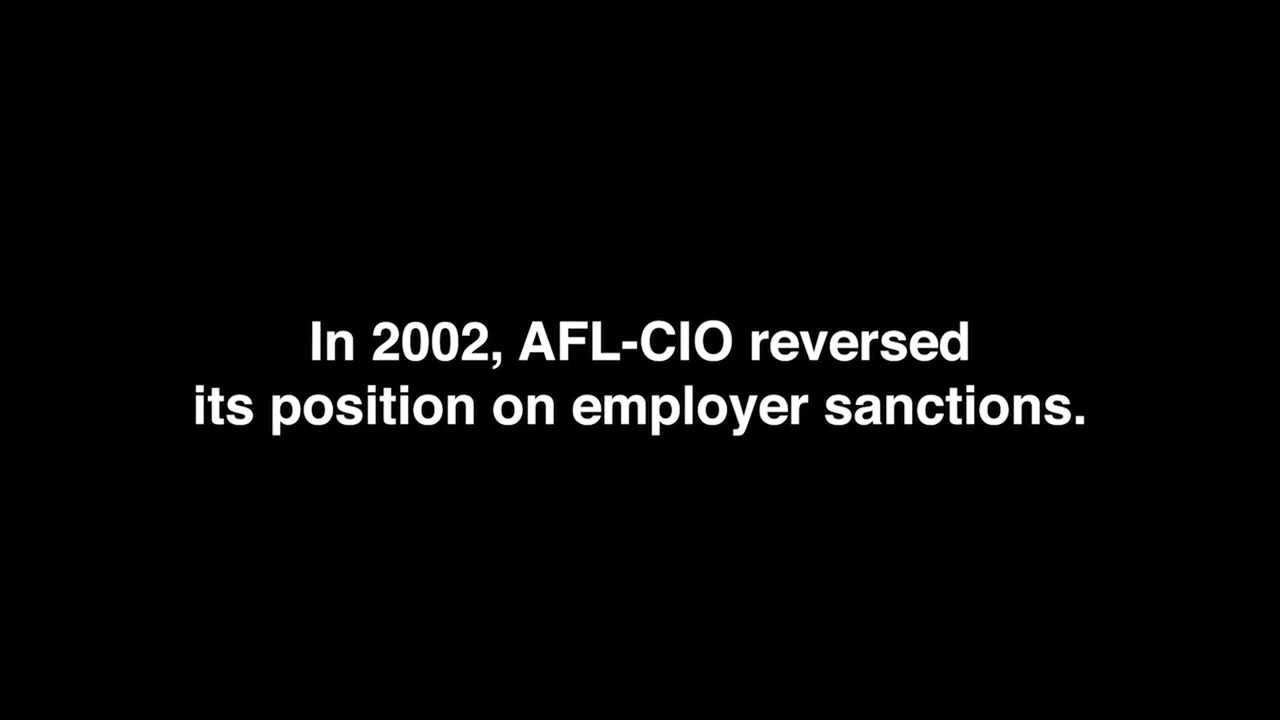 In 2002, AFL-CIO reversed
its position on employer sanctions.